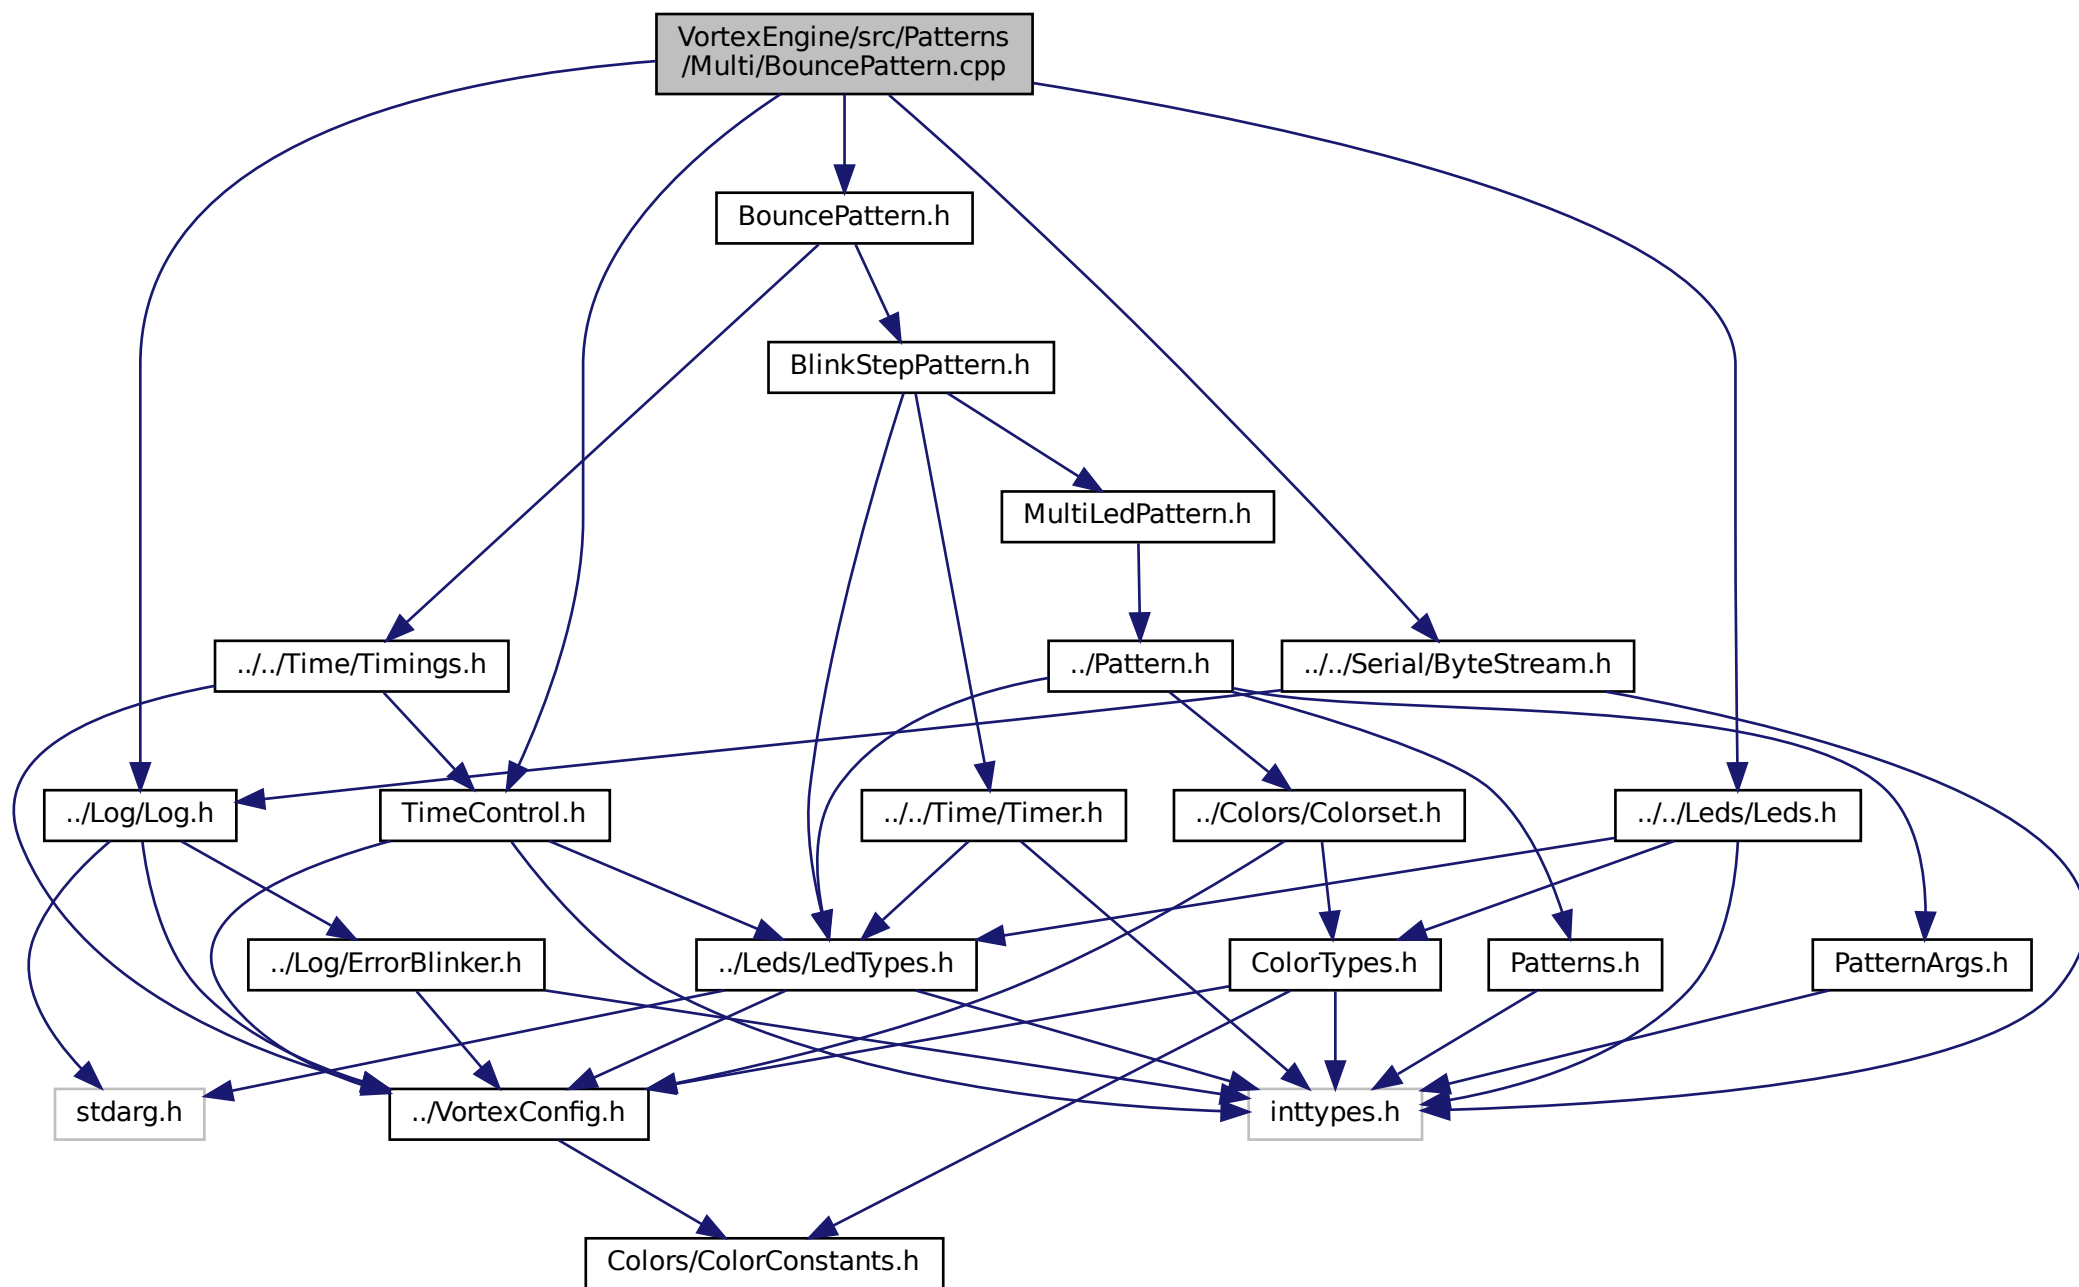 VortexEngine/src/Patterns
/Multi/BouncePattern.cpp
BouncePattern.h
BlinkStepPattern.h
MultiLedPattern.h
../../Time/Timings.h
../Pattern.h
../../Serial/ByteStream.h
../Log/Log.h
TimeControl.h
../../Time/Timer.h
../Colors/Colorset.h
../../Leds/Leds.h
../Log/ErrorBlinker.h
../Leds/LedTypes.h
ColorTypes.h
Patterns.h
PatternArgs.h
stdarg.h
../VortexConfig.h
inttypes.h
Colors/ColorConstants.h